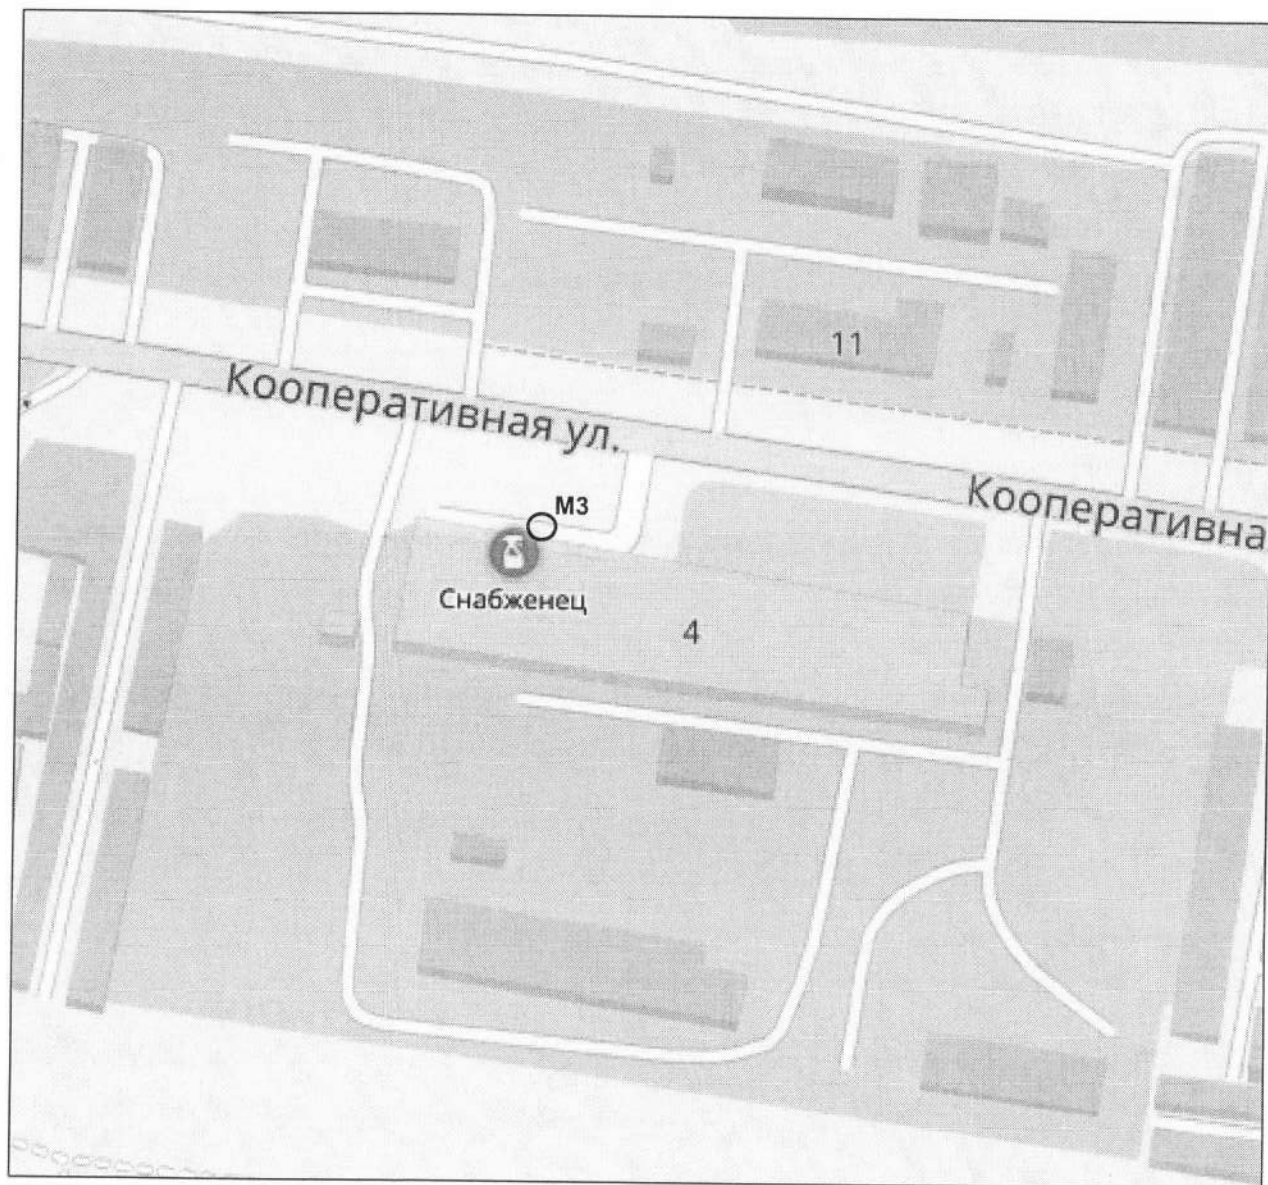 11
Кооперативная ул.
Кооперативна
М3
Снабженец
4